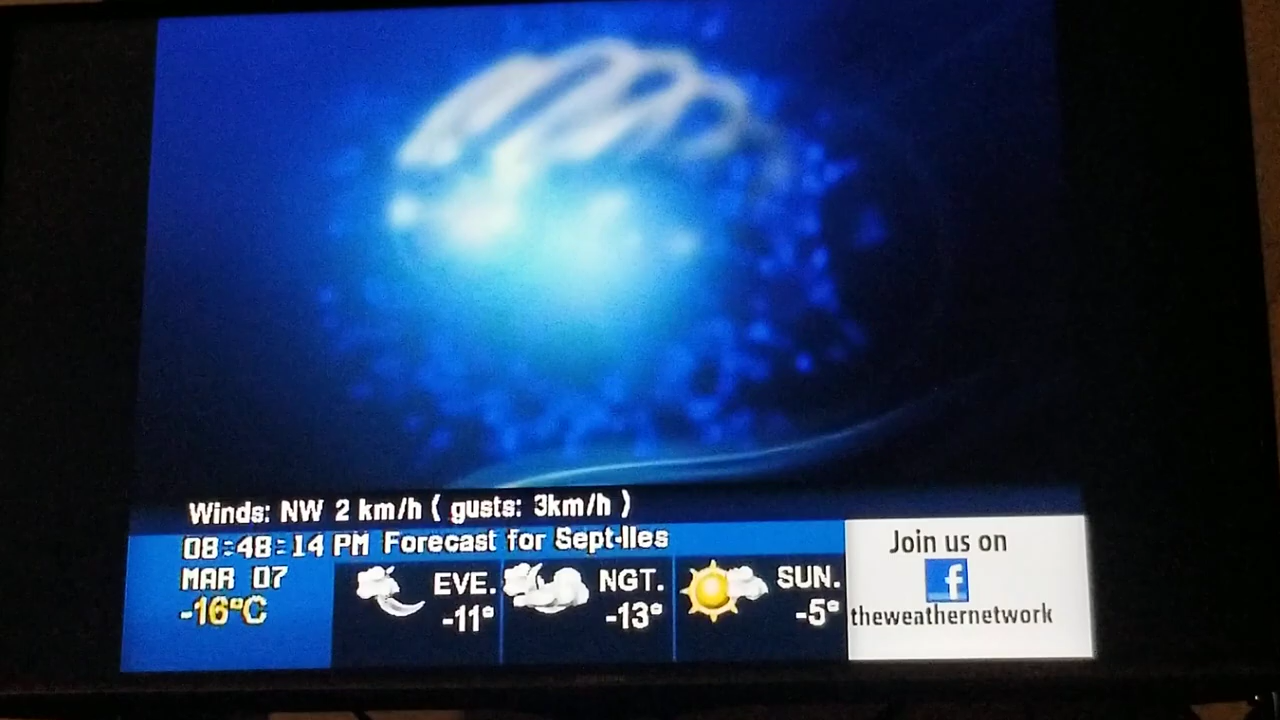 Winds: NW 2 km/h ( gusts: 3km/h )
08:48:14 PM Forecast for Sept-Iles
MAR 07
-16°C
EVE.
-11°
NGT.
-13°
SUN.
-5°
Join us on
f
theweathernetwork